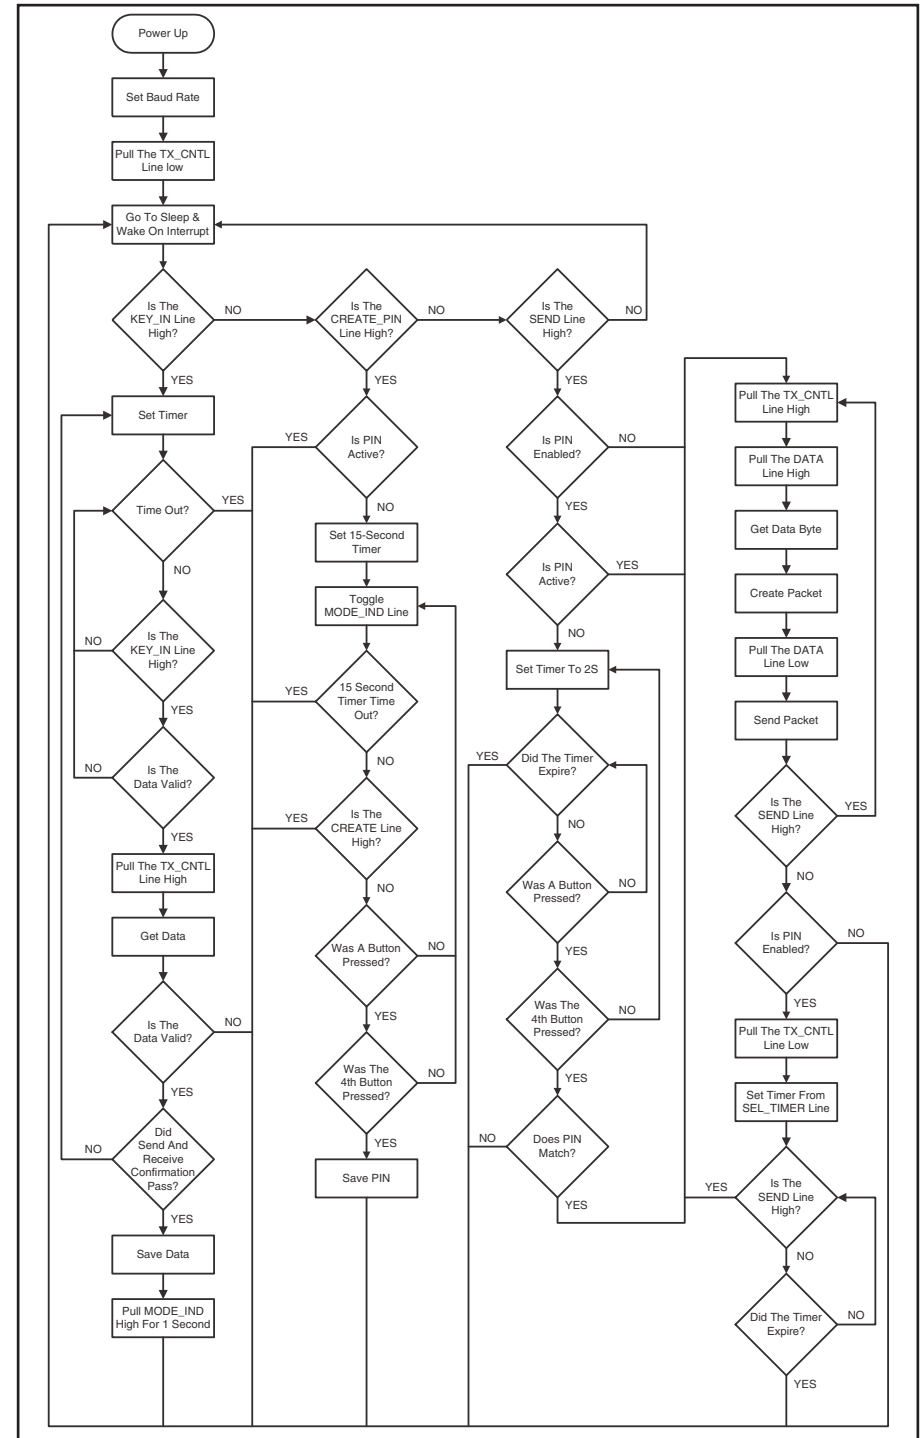 Power Up
Set Baud Rate
Pull The TX_CNTL
Line low
Go To Sleep &
Wake On Interrupt
Is The
KEY_IN Line
High?
NO
YES
Set Timer
Time Out?
YES
NO
Is The
KEY_IN Line
High?
NO
YES
Is The
Data Valid?
NO
YES
Pull The TX_CNTL
Line High
Get Data
Is The
Data Valid?
NO
YES
Did
Send And
Receive
Confirmation
Pass?
NO
YES
Save Data
Pull MODE_IND
High For 1 Second
Is The
CREATE_PIN
Line High?
NO
YES
Is PIN
Active?
YES
NO
Set 15-Second
Timer
Toggle
MODE_IND Line
15 Second
Timer Time
Out?
YES
NO
Is The
CREATE Line
High?
YES
NO
Was A Button
Pressed?
NO
YES
Was The
4th Button
Pressed?
NO
YES
Save PIN
Is The
SEND Line
High?
NO
YES
Is PIN
Enabled?
NO
YES
Is PIN
Active?
YES
NO
Set Timer To 2S
Did The Timer
Expire?
YES
NO
Was A Button
Pressed?
NO
YES
Was The
4th Button
Pressed?
NO
YES
Does PIN
Match?
NO
YES
Pull The TX_CNTL
Line High
Pull The DATA
Line High
Get Data Byte
Create Packet
Pull The DATA
Line Low
Send Packet
Is The
SEND Line
High?
YES
NO
Is PIN
Enabled?
NO
YES
Pull The TX_CNTL
Line Low
Set Timer From
SEL_TIMER Line
Is The
SEND Line
High?
YES
NO
Did The Timer
Expire?
NO
YES